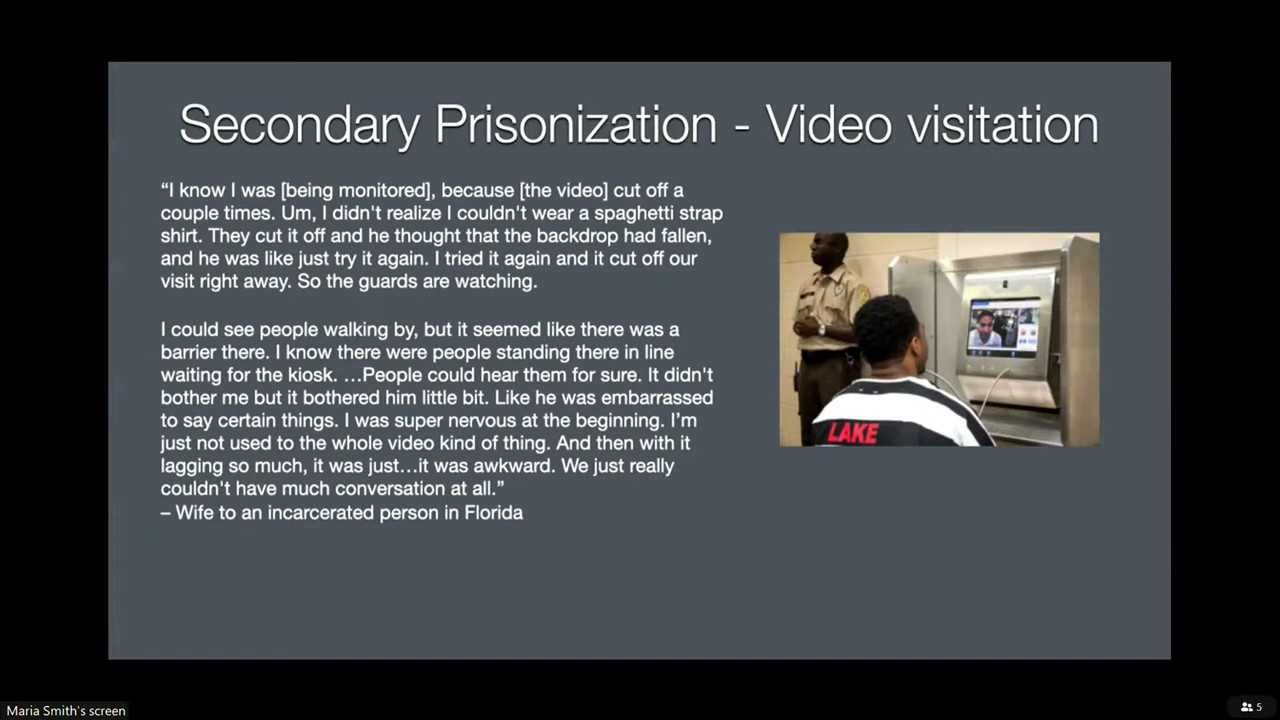 Secondary Prisonization - Video visitation
“I know I was [being monitored], because [the video] cut off a
couple times. Um, I didn't realize I couldn't wear a spaghetti strap
shirt. They cut it off and he thought that the backdrop had fallen,
and he was like just try it again. I tried it again and it cut off our
visit right away. So the guards are watching.
I could see people walking by, but it seemed like there was a
barrier there. I know there were people standing there in line
waiting for the kiosk. …People could hear them for sure. It didn't
bother me but it bothered him little bit. Like he was embarrassed
to say certain things. I was super nervous at the beginning. I’m
just not used to the whole video kind of thing. And then with it
lagging so much, it was just…it was awkward. We just really
couldn't have much conversation at all.”
– Wife to an incarcerated person in Florida
LAKE
Maria Smith's screen
5